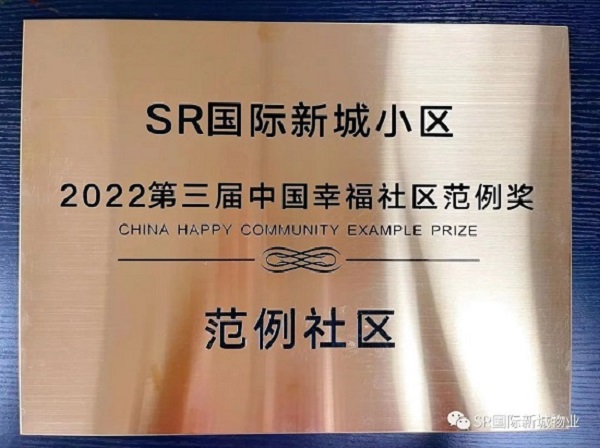 SR国际新城小区
2022第三届中国幸福社区范例奖
CHINA HAPPY COMMUNITY EXAMPLE PRIZE
范例社区
SR国际新城物业